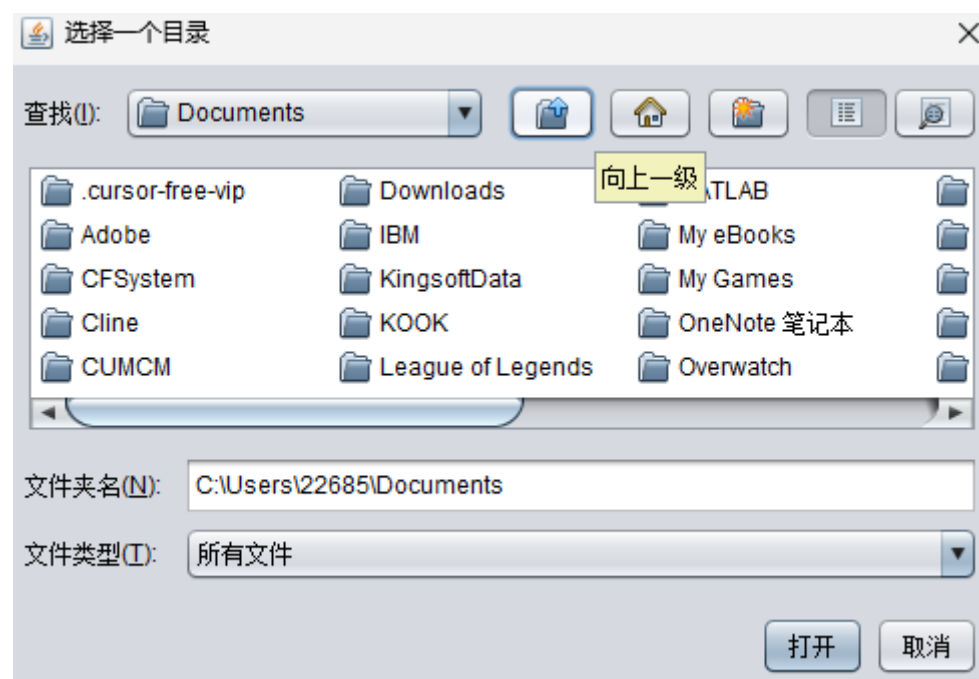 选择一个目录
查找(I): Documents
向上一级
.cursor-free-vip Downloads ATLAB
Adobe IBM My eBooks
CFSystem KingsoftData My Games
Cline KOOK OneNote 笔记本
CUMCM League of Legends Overwatch
文件夹名(N): C:\Users\22685\Documents
文件类型(T): 所有文件
打开 取消